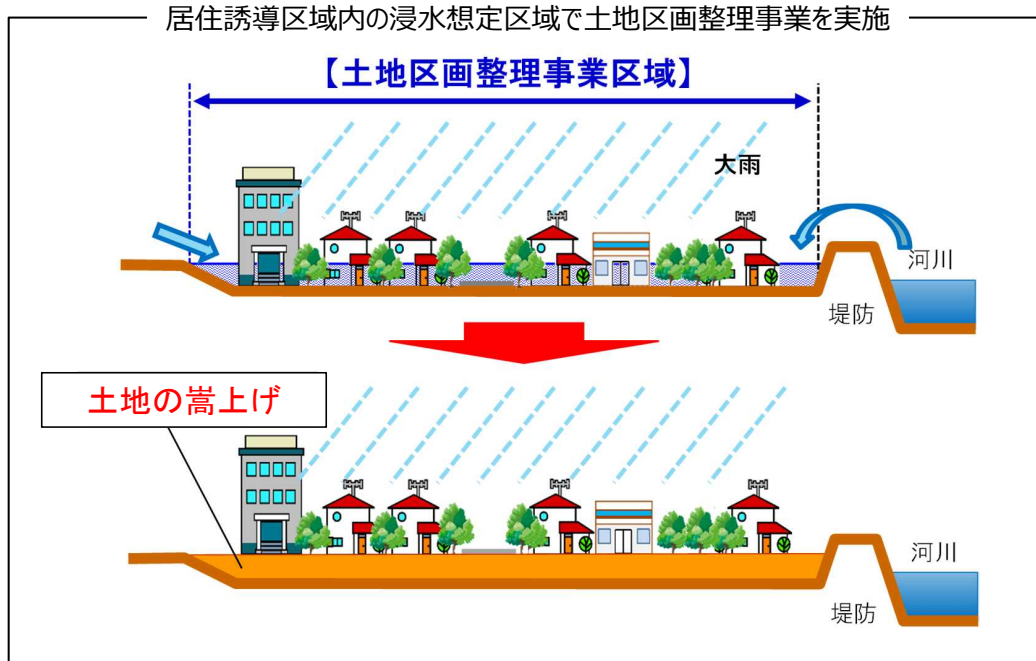 居住誘導区域内の浸水想定区域で土地区画整理事業を実施
【土地区画整理事業区域】
大雨
河川
堤防
土地の嵩上げ
河川
堤防